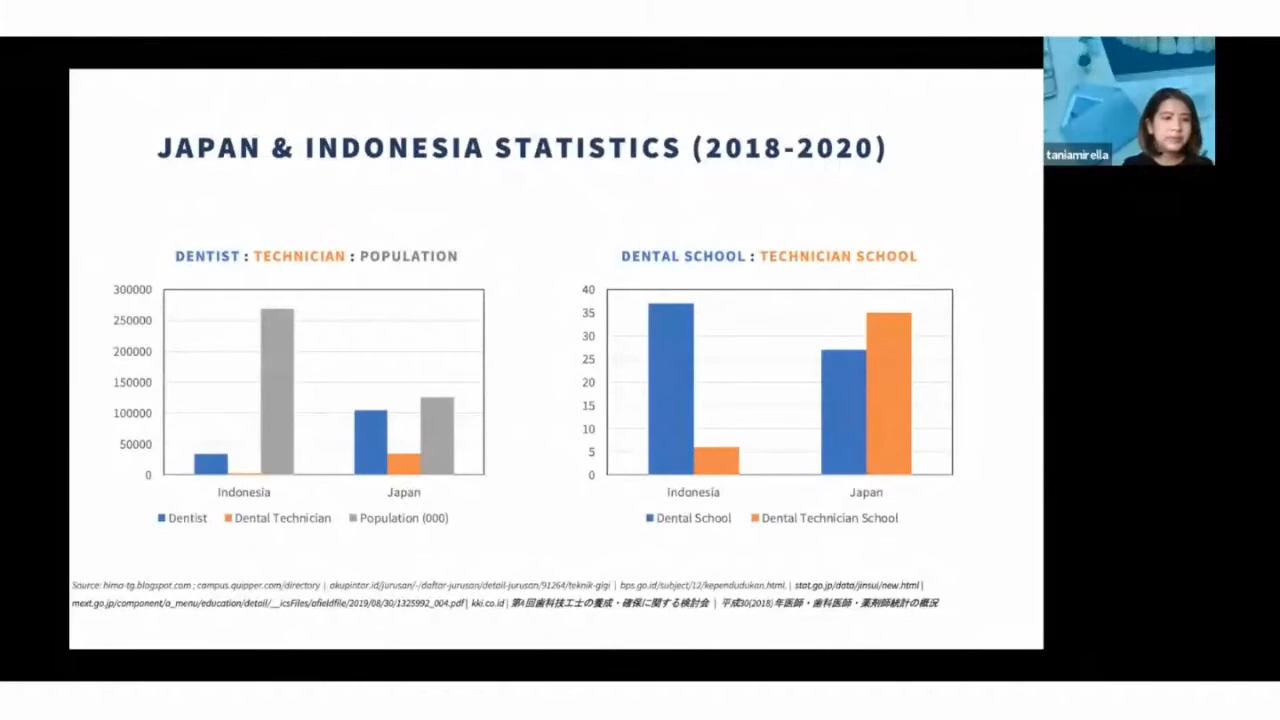 taniamirella
JAPAN & INDONESIA STATISTICS (2018-2020)
DENTIST : TECHNICIAN : POPULATION
300000
250000
200000
150000
100000
50000
0
Indonesia Japan
Dentist Dental Technician Population (000)
DENTAL SCHOOL : TECHNICIAN SCHOOL
40
35
30
25
20
15
10
5
0
Indonesia Japan
Dental School Dental Technician School
Source: hima-tg.blogspot.com ; campus.quipper.com/directory | akupintar.id/jurusan/-/daftar-jurusan/detail-jurusan/91264/teknik-gigi | bps.go.id/subject/12/kependudukan.html. | stat.go.jp/data/jinsui/new.html |
mext.go.jp/component/a_menu/education/detail/__icsFiles/afieldfile/2019/08/30/1325992_004.pdf | kki.co.id | 第4回歯科技工士の養成・確保に関する検討会 | 平成30(2018)年医師・歯科医師・薬剤師統計の概況